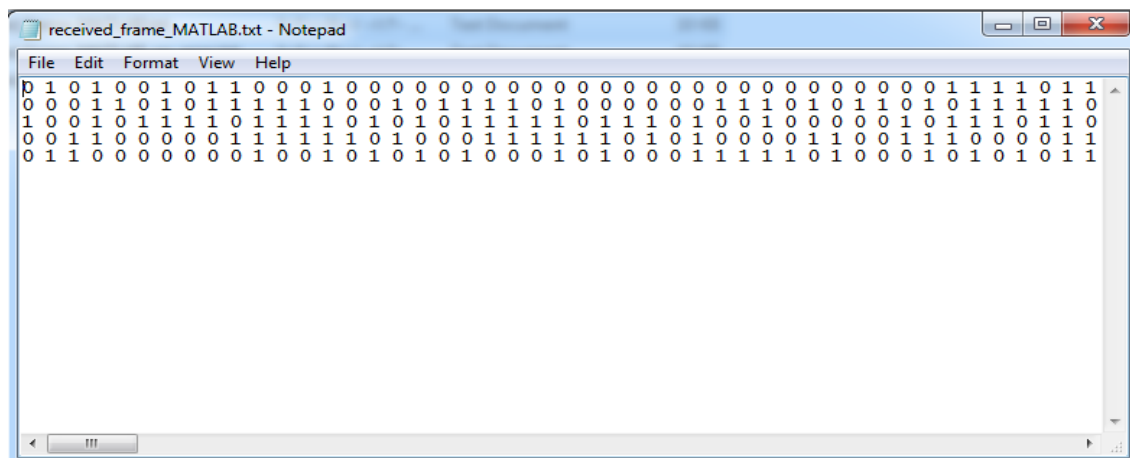 received_frame_MATLAB.txt - Notepad
File Edit Format View Help
0 1 0 1 0 0 1 0 1 1 0 0 0 1 0 0 0 0 0 0 0 0 0 0 0 0 0 0 0 0 0 0 0 0 0 0 0 0 0 0 1 1 1 1 0 1 1
0 0 0 1 1 0 1 0 1 1 1 1 1 0 0 0 1 0 1 1 1 1 0 1 0 0 0 0 0 0 1 1 1 0 1 0 1 1 0 1 0 1 1 1 1 1 0
1 0 0 1 0 1 1 1 1 0 1 1 1 1 1 0 1 0 1 0 1 1 1 1 1 0 1 1 1 0 1 0 0 1 0 1 0 0 0 0 0 1 0 1 1 1 0 1 1 0
0 0 1 1 0 0 0 0 0 1 1 1 1 1 1 0 1 0 0 0 1 1 1 1 1 1 0 1 0 1 0 0 0 0 1 1 0 0 1 1 1 0 0 0 0 1 1
0 1 1 0 0 0 0 0 0 0 1 0 0 1 0 1 0 1 0 1 0 0 0 1 0 1 0 0 0 1 1 1 1 1 0 1 0 0 0 1 0 1 0 1 0 1 1